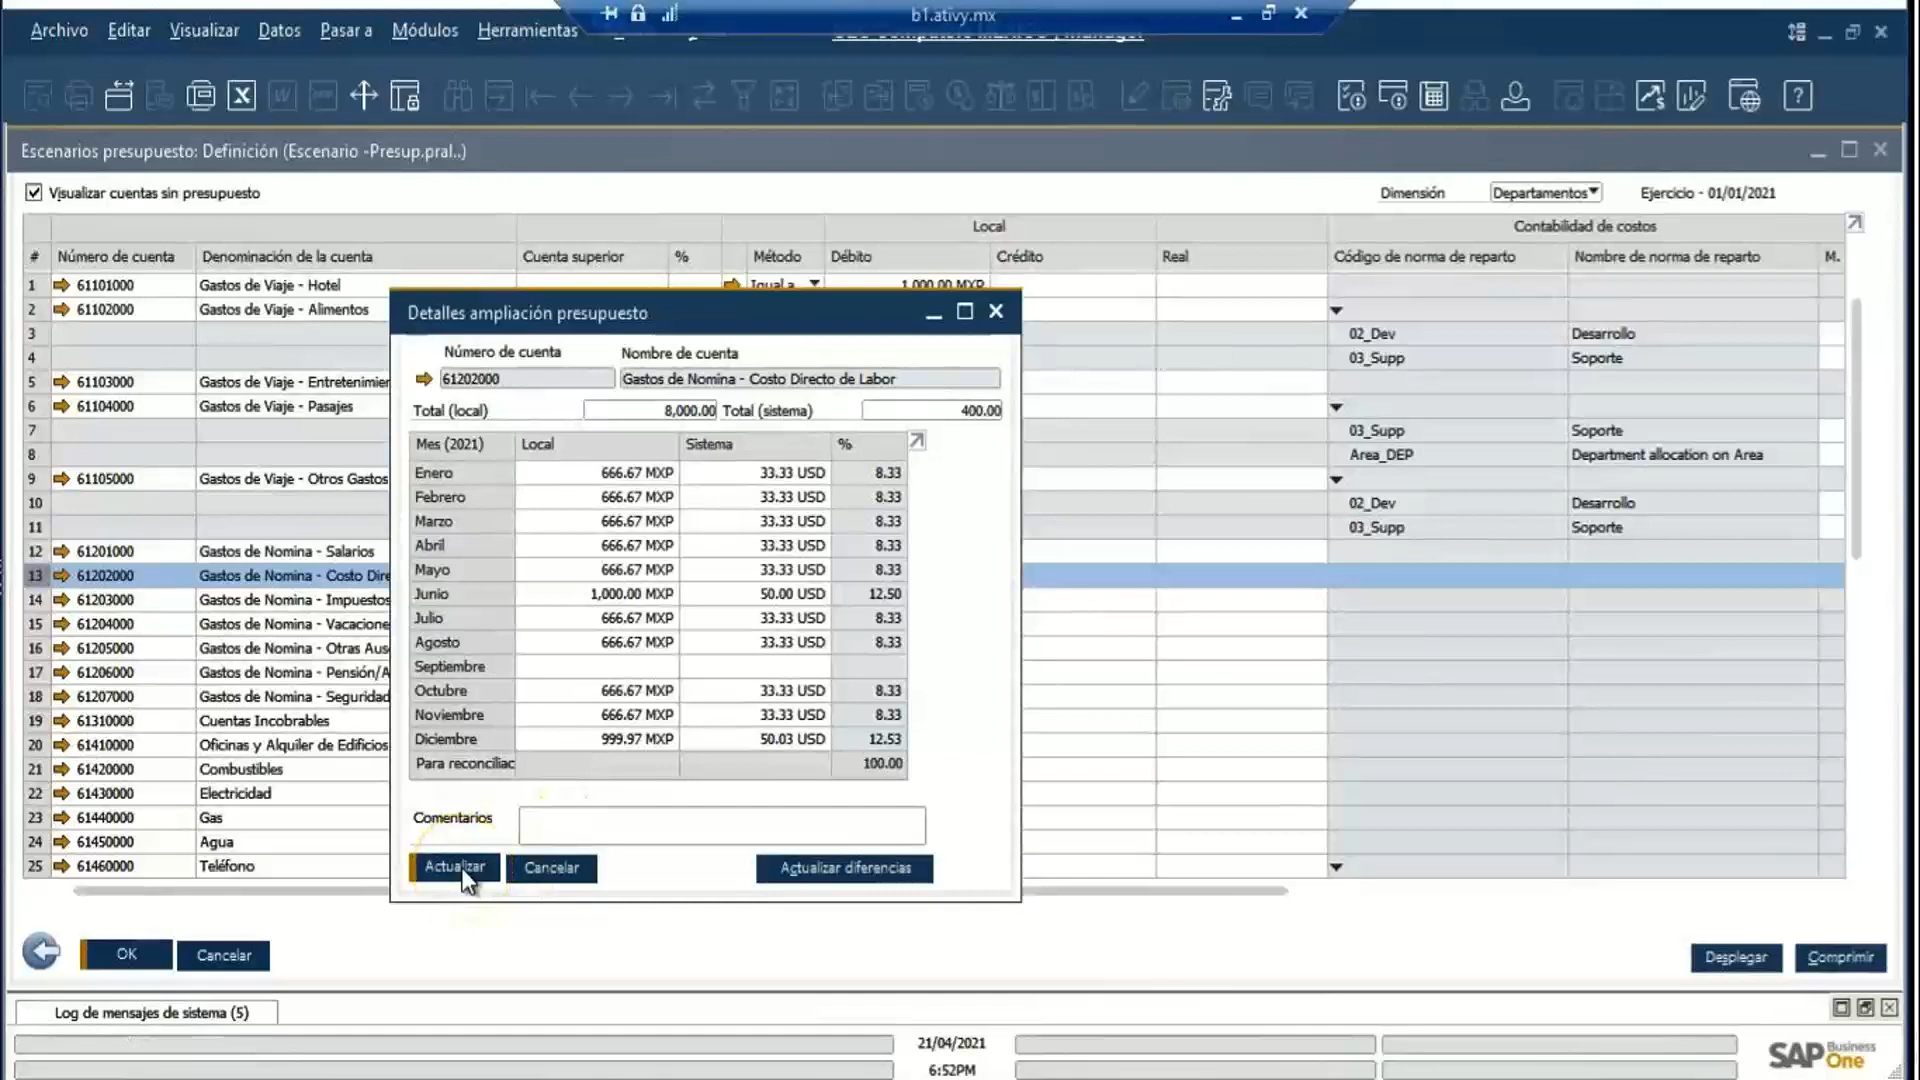 b1.ativy.mx
Archivo Editar Visualizar Datos Pasar a Módulos Herramientas
Escenarios presupuesto: Definición (Escenario -Presup.pral..)
Visualizar cuentas sin presupuesto Dimensión Departamentos Ejercicio - 01/01/2021
Local Contabilidad de costos
# Número de cuenta Denominación de la cuenta Cuenta superior % Método Débito Crédito Real Código de norma de reparto Nombre de norma de reparto M.
1 61101000 Gastos de Viaje - Hotel Igual a 1,000.00 MXP
2 61102000 Gastos de Viaje - Alimentos
3 02_Dev Desarrollo
4 03_Supp Soporte
5 61103000 Gastos de Viaje - Entretenimier
6 61104000 Gastos de Viaje - Pasajes
7 03_Supp Soporte
8 Area_DEP Department allocation on Area
9 61105000 Gastos de Viaje - Otros Gastos
10 02_Dev Desarrollo
11 03_Supp Soporte
12 61201000 Gastos de Nomina - Salarios
13 61202000 Gastos de Nomina - Costo Dire
14 61203000 Gastos de Nomina - Impuestos
15 61204000 Gastos de Nomina - Vacacione
16 61205000 Gastos de Nomina - Otras Aus
17 61206000 Gastos de Nomina - Pensión/A
18 61207000 Gastos de Nomina - Seguridad
19 61310000 Cuentas Incobrables
20 61410000 Oficinas y Alquiler de Edificios
21 61420000 Combustibles
22 61430000 Electricidad
23 61440000 Gas
24 61450000 Agua
25 61460000 Teléfono
Detalles ampliación presupuesto
Número de cuenta Nombre de cuenta
61202000 Gastos de Nomina - Costo Directo de Labor
Total (local) 8,000.00 Total (sistema) 400.00
Mes (2021) Local Sistema %
Enero 666.67 MXP 33.33 USD 8.33
Febrero 666.67 MXP 33.33 USD 8.33
Marzo 666.67 MXP 33.33 USD 8.33
Abril 666.67 MXP 33.33 USD 8.33
Mayo 666.67 MXP 33.33 USD 8.33
Junio 1,000.00 MXP 50.00 USD 12.50
Julio 666.67 MXP 33.33 USD 8.33
Agosto 666.67 MXP 33.33 USD 8.33
Septiembre
Octubre 666.67 MXP 33.33 USD 8.33
Noviembre 666.67 MXP 33.33 USD 8.33
Diciembre 999.97 MXP 50.03 USD 12.53
Para reconciliac 100.00
Comentarios
Actualizar Cancelar Actualizar diferencias
OK Cancelar Desplegar Comprimir
Log de mensajes de sistema (5)
21/04/2021
6:52PM
SAP Business One